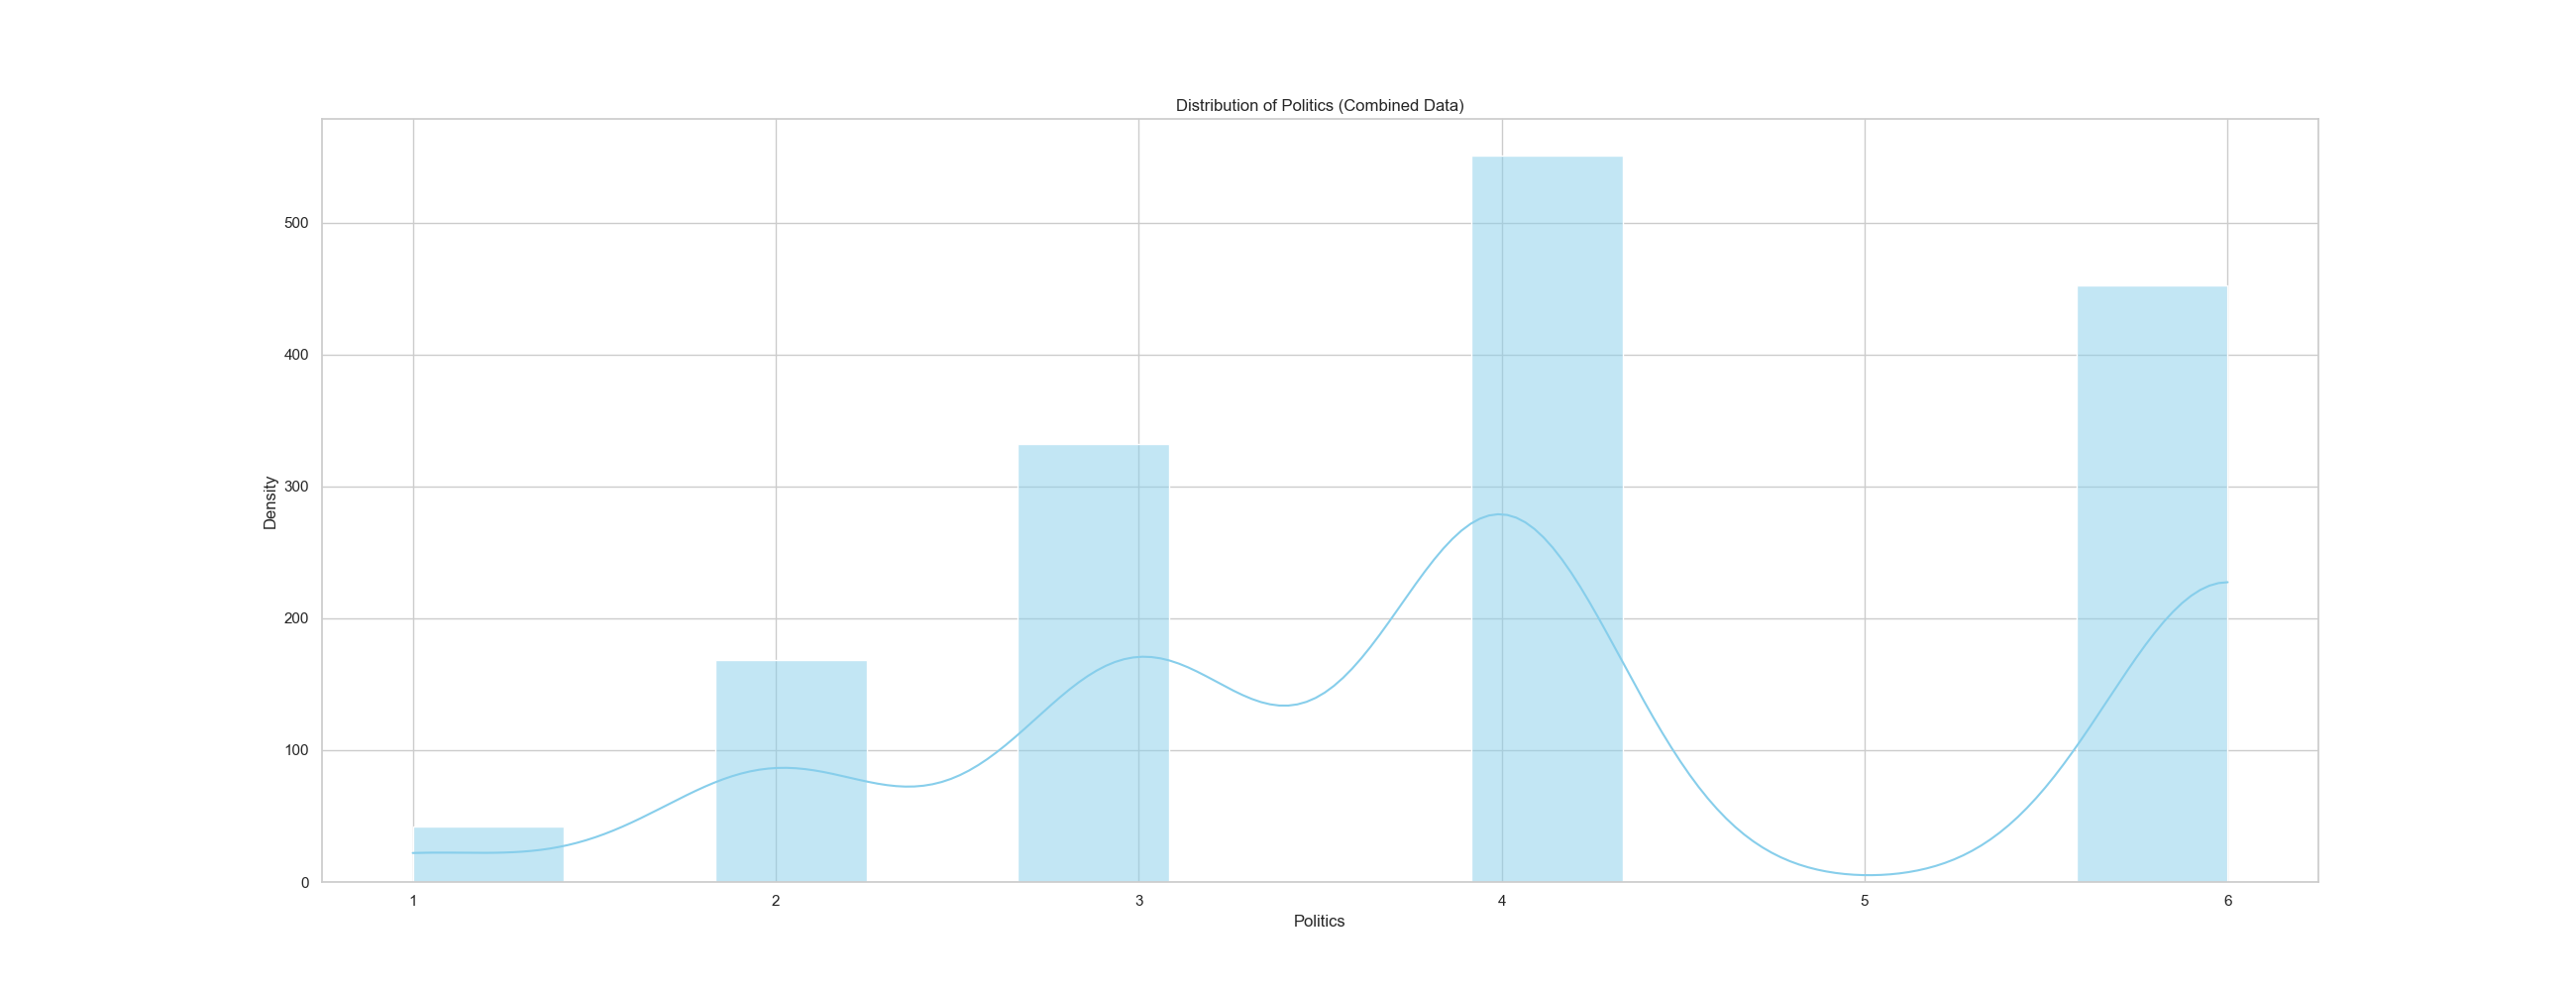 Distribution of Politics (Combined Data)
500
400
300
200
100
0
Density
1 2 3 4 5 6
Politics